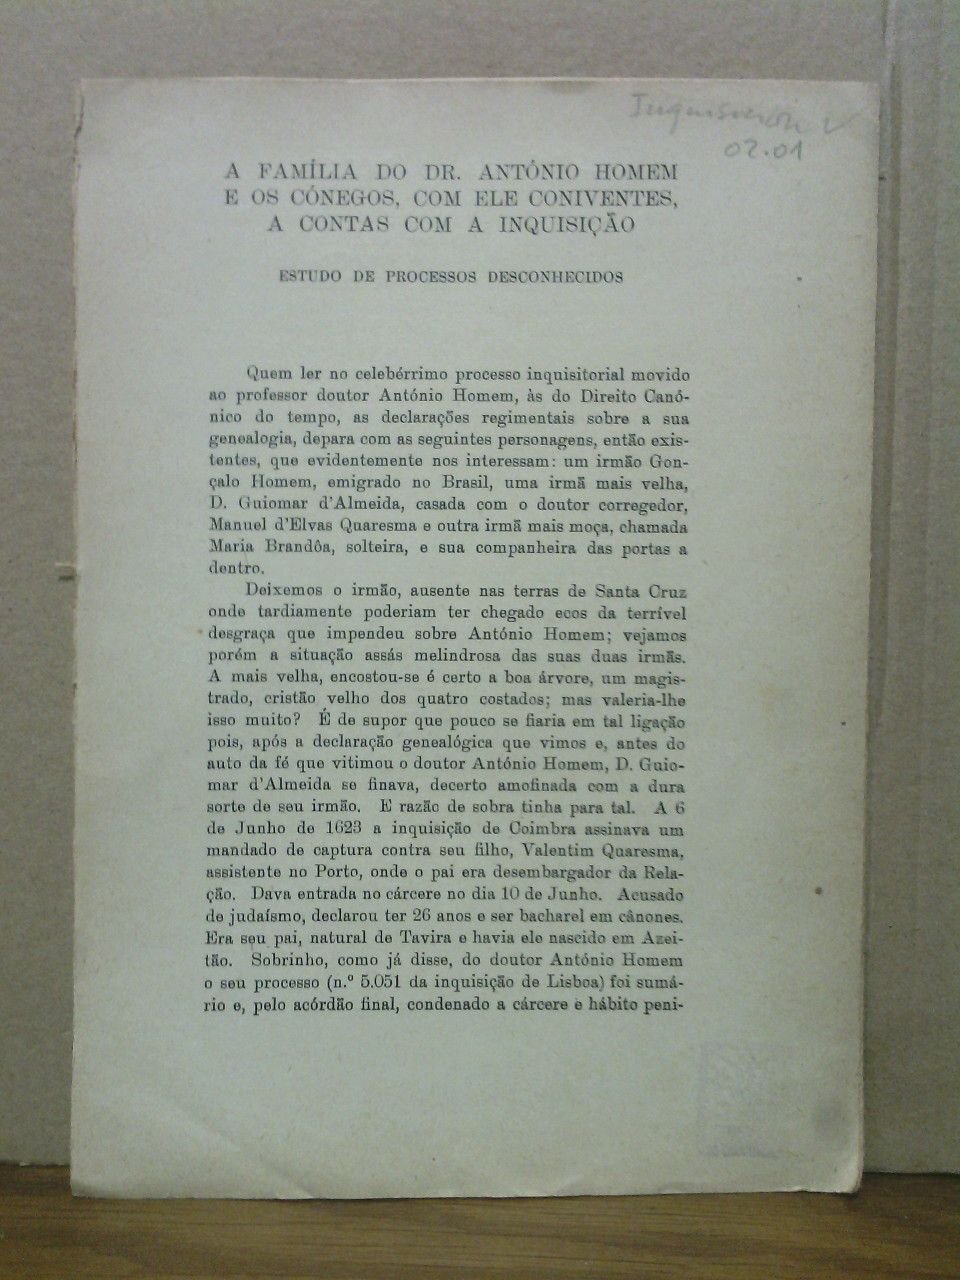 02.01
A FAMÍLIA DO DR. ANTÓNIO HOMEM
E OS CÓNEGOS, COM ELE CONIVENTES,
A CONTAS COM A INQUISIÇÃO
ESTUDO DE PROCESSOS DESCONHECIDOS
Quem ler no celebérrimo processo inquisitorial movido
ao professor doutor António Homem, às do Direito Canó-
nico do tempo, as declarações regimentais sobre a sua
genealogia, depara com as seguintes personagens, então exis-
tentes, que evidentemente nos interessam: um irmão Gon-
çalo Homem, emigrado no Brasil, uma irmã mais velha,
D. Guiomar d'Almeida, casada com o doutor corregedor,
Manuel d'Elvas Quaresma e outra irmã mais moça, chamada
Maria Brandôa, solteira, e sua companheira das portas a
dentro.
Deixemos o irmão, ausente nas terras de Santa Cruz
onde tardiamente poderiam ter chegado ecos da terrível
desgraça que impendeu sobre António Homem; vejamos
porém a situação assás melindrosa das suas duas irmãs.
A mais velha, encostou-se é certo a boa árvore, um magis-
trado, cristão velho dos quatro costados; mas valeria-lhe
isso muito? É de supor que pouco se fiaria em tal ligação
pois, após a declaração genealógica que vimos e, antes do
auto da fé que vitimou o doutor António Homem, D. Guio-
mar d'Almeida se finava, decerto amofinada com a dura
sorte de seu irmão. E razão de sobra tinha para tal. A 6
de Junho de 1623 a inquisição de Coimbra assinava um
mandado de captura contra seu filho, Valentim Quaresma,
assistente no Porto, onde o pai era desembargador da Rela-
ção. Dava entrada no cárcere no dia 10 de Junho. Acusado
de judaísmo, declarou ter 26 anos e ser bacharel em cânones.
Era seu pai, natural de Tavira e havia ele nascido em Azei-
tão. Sobrinho, como já disse, do doutor António Homem
o seu processo (n.º 5.051 da inquisição de Lisboa) foi sumá-
rio e, pelo acórdão final, condenado a cárcere e hábito peni-